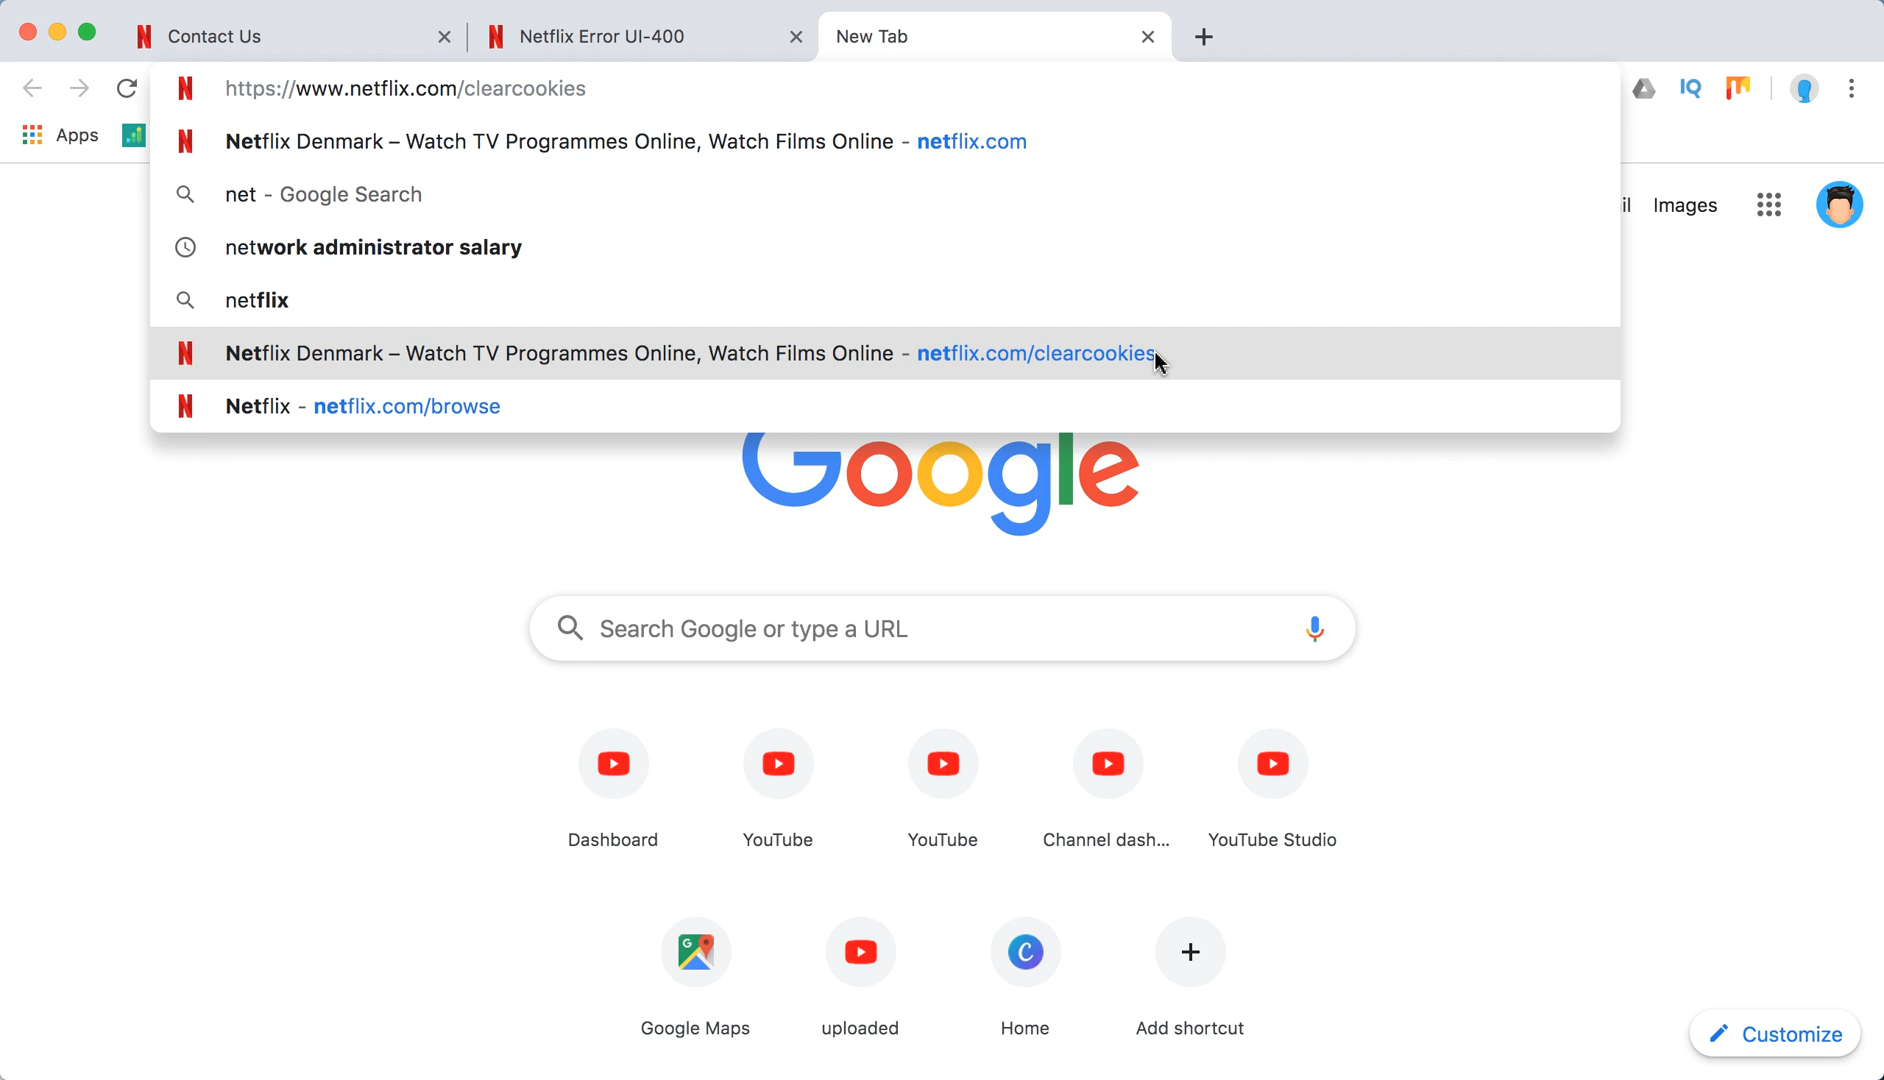 Contact Us
Netflix Error UI-400
New Tab
https://www.netflix.com/clearcookies
IQ
Apps
Netflix Denmark – Watch TV Programmes Online, Watch Films Online - netflix.com
net - Google Search
il
Images
network administrator salary
netflix
Netflix Denmark – Watch TV Programmes Online, Watch Films Online - netflix.com/clearcookies
Netflix - netflix.com/browse
Google
Search Google or type a URL
Dashboard
YouTube
YouTube
Channel dash...
YouTube Studio
Google Maps
uploaded
Home
Add shortcut
Customize